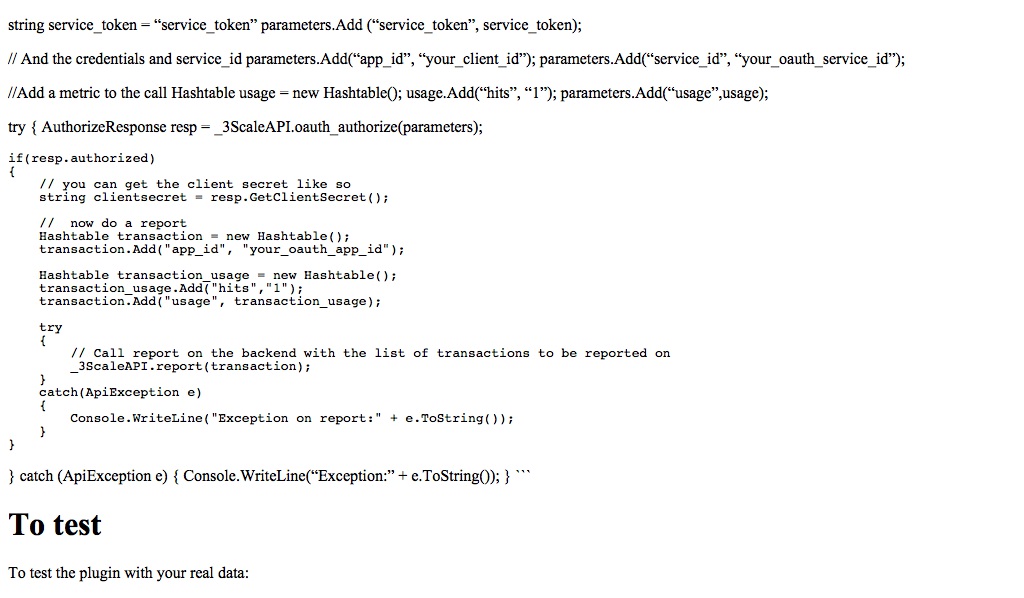 string service_token = “service_token” parameters.Add (“service_token”, service_token);
// And the credentials and service_id parameters.Add(“app_id”, “your_client_id”); parameters.Add(“service_id”, “your_oauth_service_id”);
//Add a metric to the call Hashtable usage = new Hashtable(); usage.Add(“hits”, “1”); parameters.Add(“usage”,usage);
try { AuthorizeResponse resp = _3ScaleAPI.oauth_authorize(parameters);
if(resp.authorized)
{
    // you can get the client secret like so
    string clientsecret = resp.GetClientSecret();
    //  now do a report
    Hashtable transaction = new Hashtable();
    transaction.Add("app_id", "your_oauth_app_id");
    Hashtable transaction_usage = new Hashtable();
    transaction_usage.Add("hits","1");
    transaction.Add("usage", transaction_usage);
    try
    {
        // Call report on the backend with the list of transactions to be reported on
        _3ScaleAPI.report(transaction);
    }
    catch(ApiException e)
    {
        Console.WriteLine("Exception on report:" + e.ToString());
    }
}
} catch (ApiException e) { Console.WriteLine(“Exception:” + e.ToString()); } ```
To test
To test the plugin with your real data: